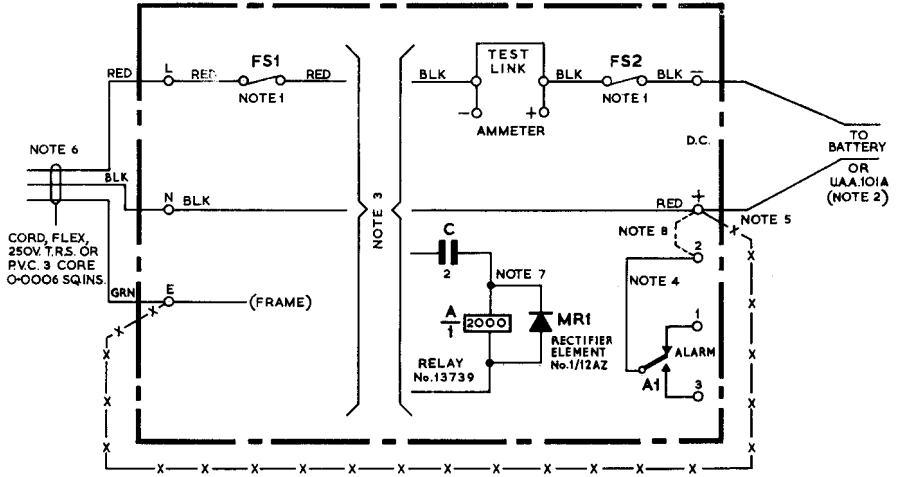 RED
L
RED
FS1
NOTE 1
RED
NOTE 6
BLK
N
BLK
CORD, FLEX,
250V. T.R.S. OR
P.V.C. 3 CORE
0·0006 SQ.INS.
GRN
E
(FRAME)
NOTE 3
BLK
TEST
LINK
BLK
FS2
NOTE 1
BLK
−
−
+
AMMETER
D.C.
TO
BATTERY
OR
U.A.A.101A
(NOTE 2)
RED
+
NOTE 5
NOTE 8
2
NOTE 4
C
2
NOTE 7
A
1
2000
MR1
RECTIFIER
ELEMENT
No.1/12AZ
RELAY
No.13739
1
ALARM
A1
3